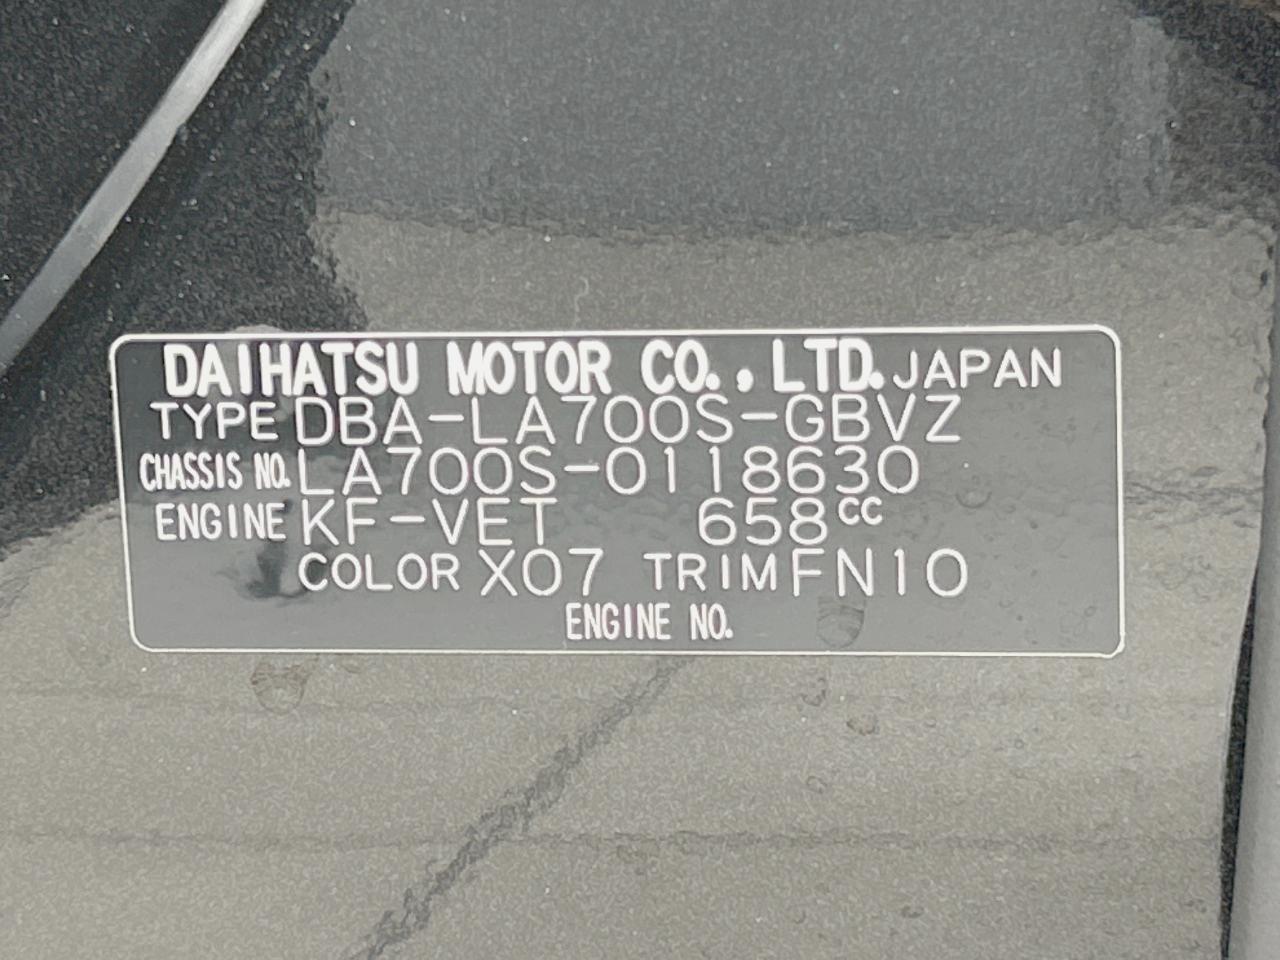 DAIHATSU MOTOR CO., LTD. JAPAN
TYPE DBA-LA700S-GBVZ
CHASSIS NO. LA700S-0118630
ENGINE KF-VET 658cc
COLOR X07 TRIM FN10
ENGINE NO.